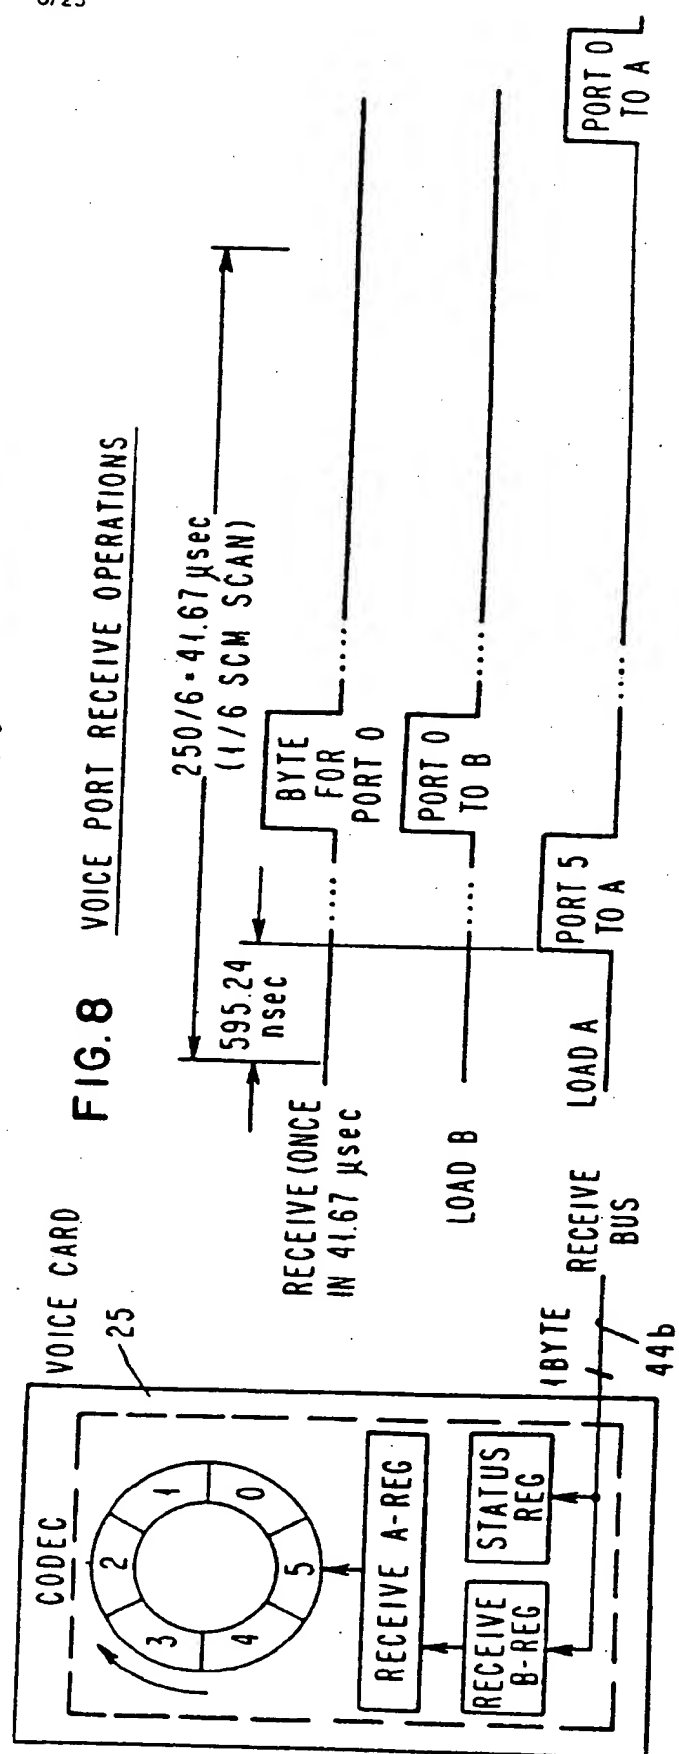 6/23
FIG. 8 VOICE PORT RECEIVE OPERATIONS
VOICE CARD
25
CODEC
0
1
2
3
4
5
RECEIVE A-REG
RECEIVE
B-REG
STATUS
REG
1 BYTE
44b
RECEIVE
BUS
250/6=41.67 μsec
(1/6 SCM SCAN)
595.24
nsec
RECEIVE (ONCE
IN 41.67 μsec
BYTE
FOR
PORT 0
LOAD B
PORT 0
TO B
LOAD A
PORT 5
TO A
PORT 0
TO A